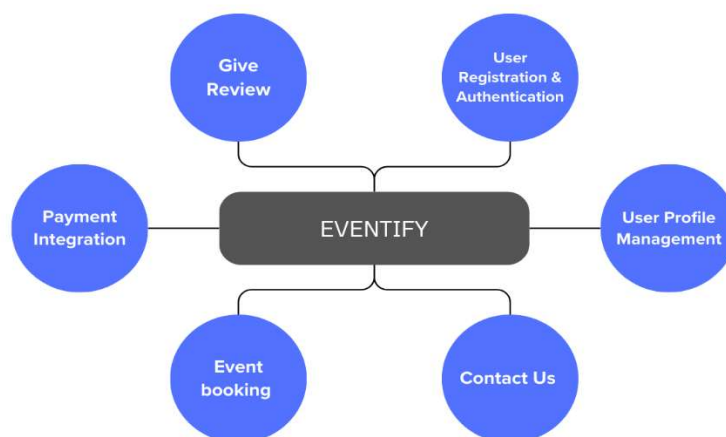 Give
Review
User
Registration &
Authentication
Payment
Integration
EVENTIFY
User Profile
Management
Event
booking
Contact Us